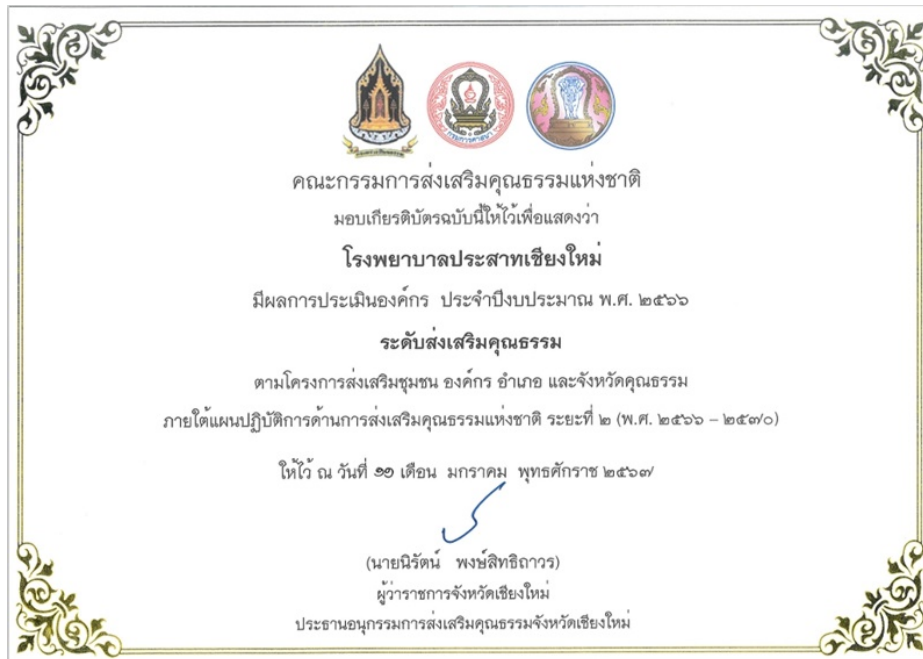 คณะกรรมการส่งเสริมคุณธรรมแห่งชาติ
มอบเกียรติบัตรฉบับนี้ให้ไว้เพื่อแสดงว่า
โรงพยาบาลประสาทเชียงใหม่
มีผลการประเมินองค์กร ประจำปีงบประมาณ พ.ศ. ๒๕๖๖
ระดับส่งเสริมคุณธรรม
ตามโครงการส่งเสริมชุมชน องค์กร อำเภอ และจังหวัดคุณธรรม
ภายใต้แผนปฏิบัติการด้านการส่งเสริมคุณธรรมแห่งชาติ ระยะที่ ๒ (พ.ศ. ๒๕๖๖ – ๒๕๗๐)
ให้ไว้ ณ วันที่ ๑๑ เดือน มกราคม พุทธศักราช ๒๕๖๗
(นายนิรัตน์ พงษ์สิทธิถาวร)
ผู้ว่าราชการจังหวัดเชียงใหม่
ประธานอนุกรรมการส่งเสริมคุณธรรมจังหวัดเชียงใหม่